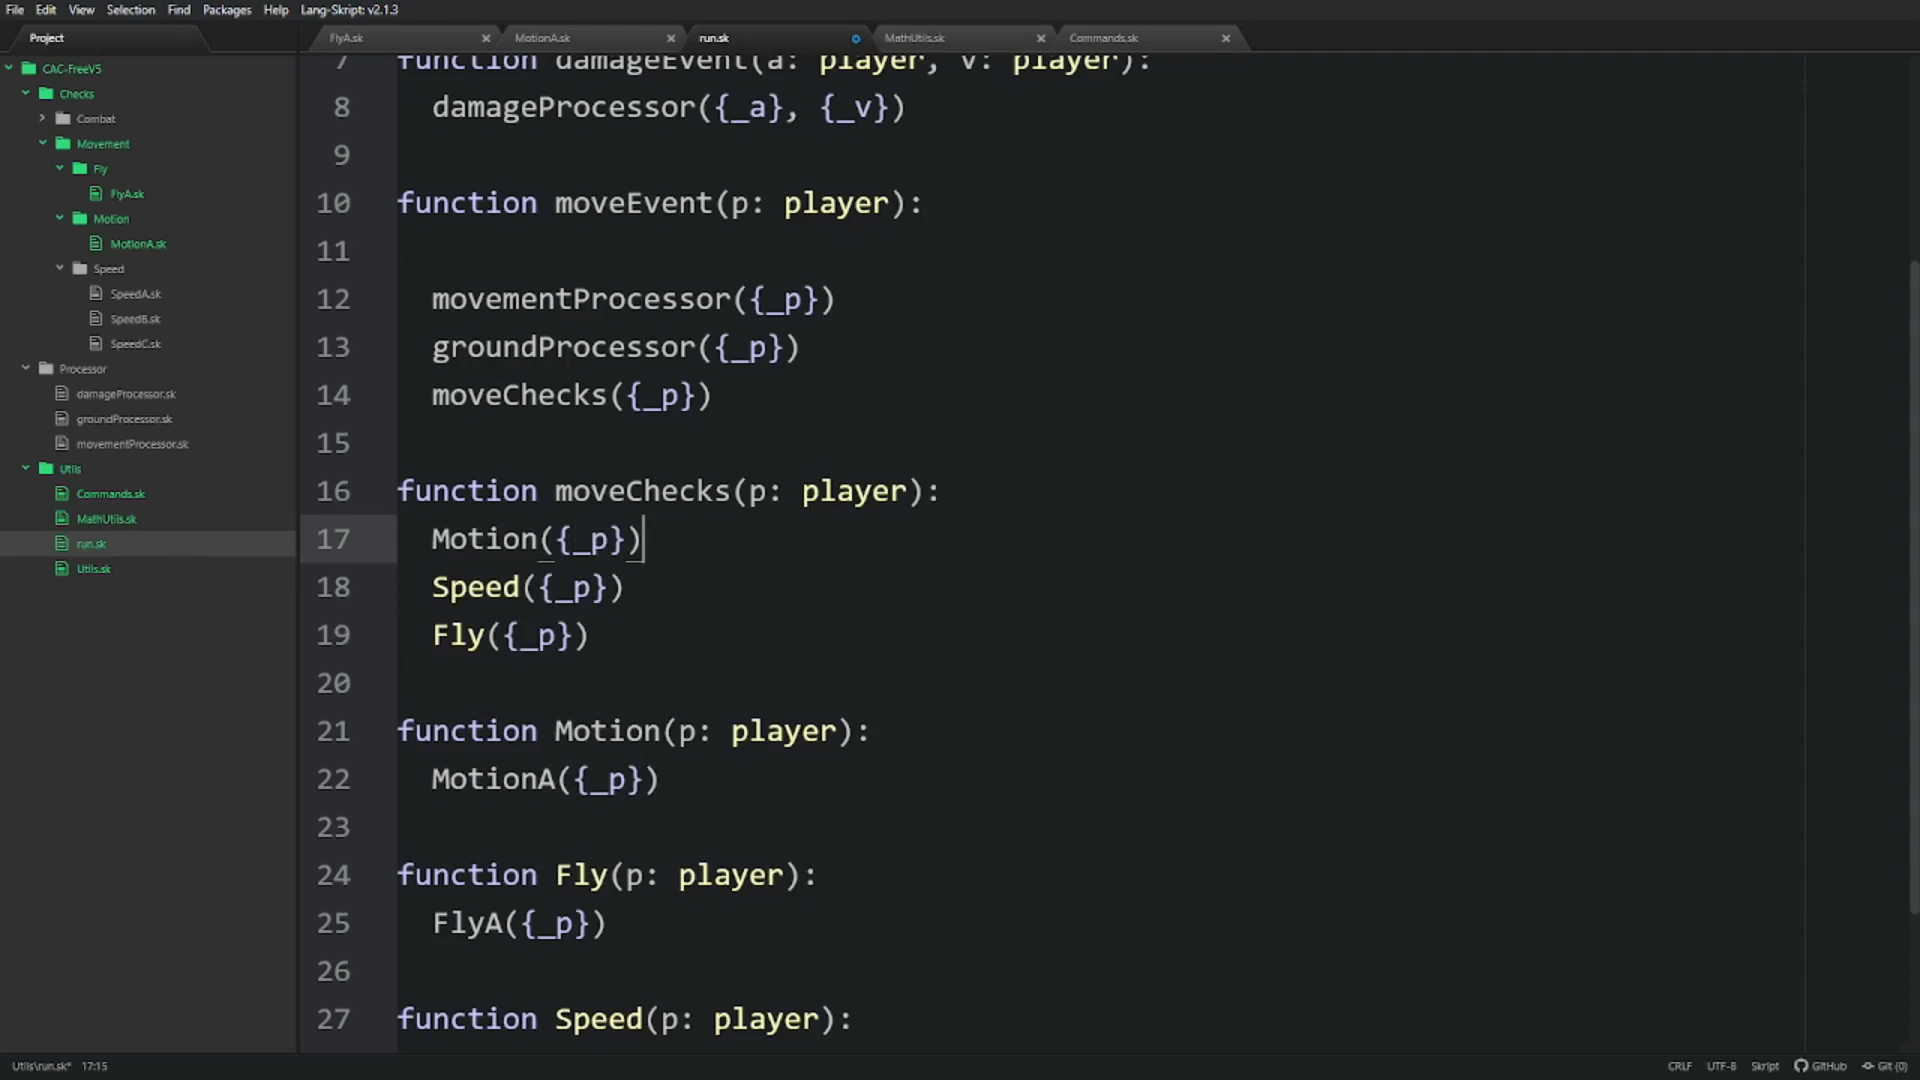 File Edit View Selection Find Packages Help Lang-Skript: v2.1.3
Project
FlyA.sk
MotionA.sk
run.sk
MathUtils.sk
Commands.sk
CAC-FreeV5
Checks
Combat
Movement
Fly
FlyA.sk
Motion
MotionA.sk
Speed
SpeedA.sk
SpeedB.sk
SpeedC.sk
Processor
damageProcessor.sk
groundProcessor.sk
movementProcessor.sk
Utils
Commands.sk
MathUtils.sk
run.sk
Utils.sk
7 function damageEvent(a: player, v: player):
8 damageProcessor({_a}, {_v})
9
10 function moveEvent(p: player):
11
12 movementProcessor({_p})
13 groundProcessor({_p})
14 moveChecks({_p})
15
16 function moveChecks(p: player):
17 Motion({_p})
18 Speed({_p})
19 Fly({_p})
20
21 function Motion(p: player):
22 MotionA({_p})
23
24 function Fly(p: player):
25 FlyA({_p})
26
27 function Speed(p: player):
Utils\run.sk* 17:15 CRLF UTF-8 Skript GitHub Git (0)